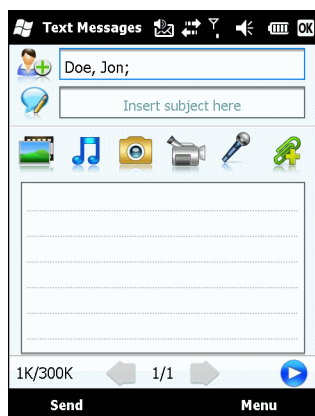 Text Messages OK
Doe, Jon;
Insert subject here
1K/300K 1/1
Send Menu